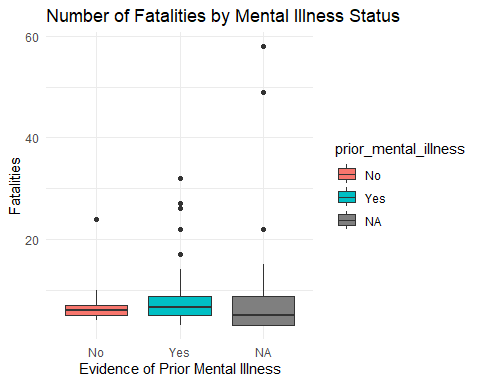 Number of Fatalities by Mental Illness Status
60
40
20
Fatalities
No
Yes
NA
Evidence of Prior Mental Illness
prior_mental_illness
No
Yes
NA